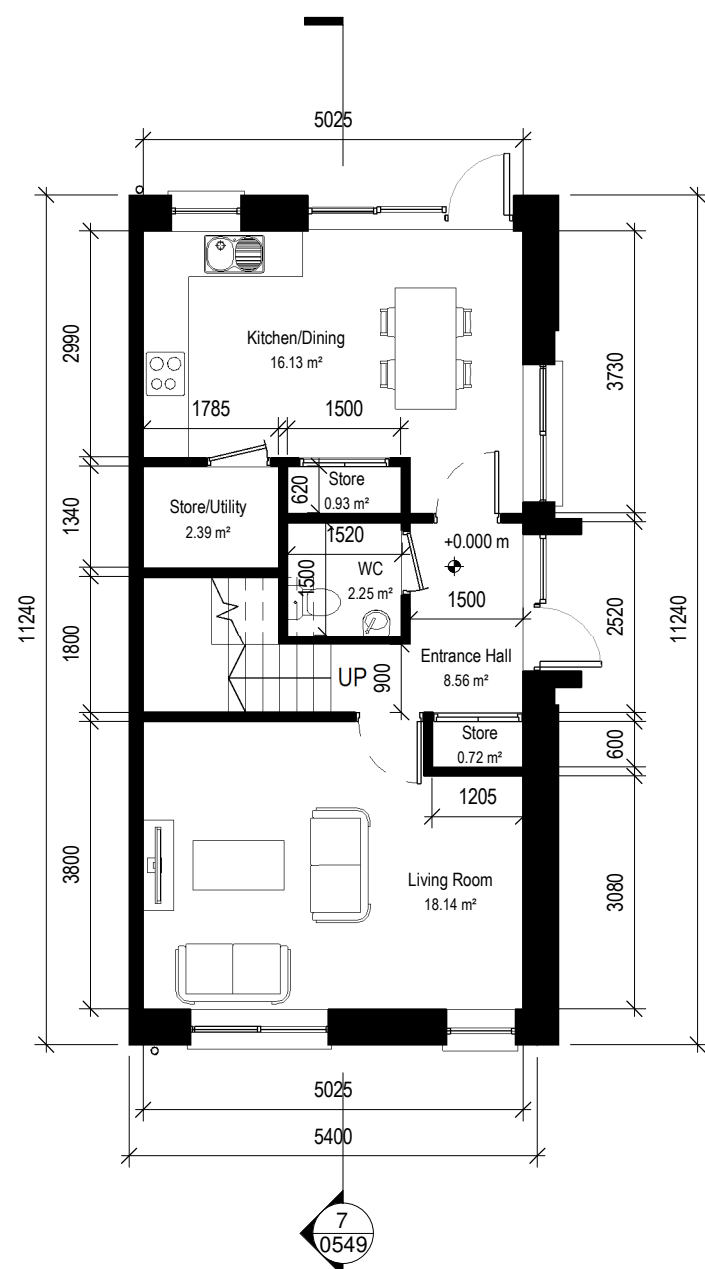 5025
2990
3730
Kitchen/Dining
16.13 m²
1785
1500
1340
Store/Utility
2.39 m²
620
Store
0.93 m²
1520
1500
WC
2.25 m²
+0.000 m
1500
11240
1800
2520
11240
UP
900
Entrance Hall
8.56 m²
Store
0.72 m²
600
1205
3800
Living Room
18.14 m²
3080
5025
5400
7
0549